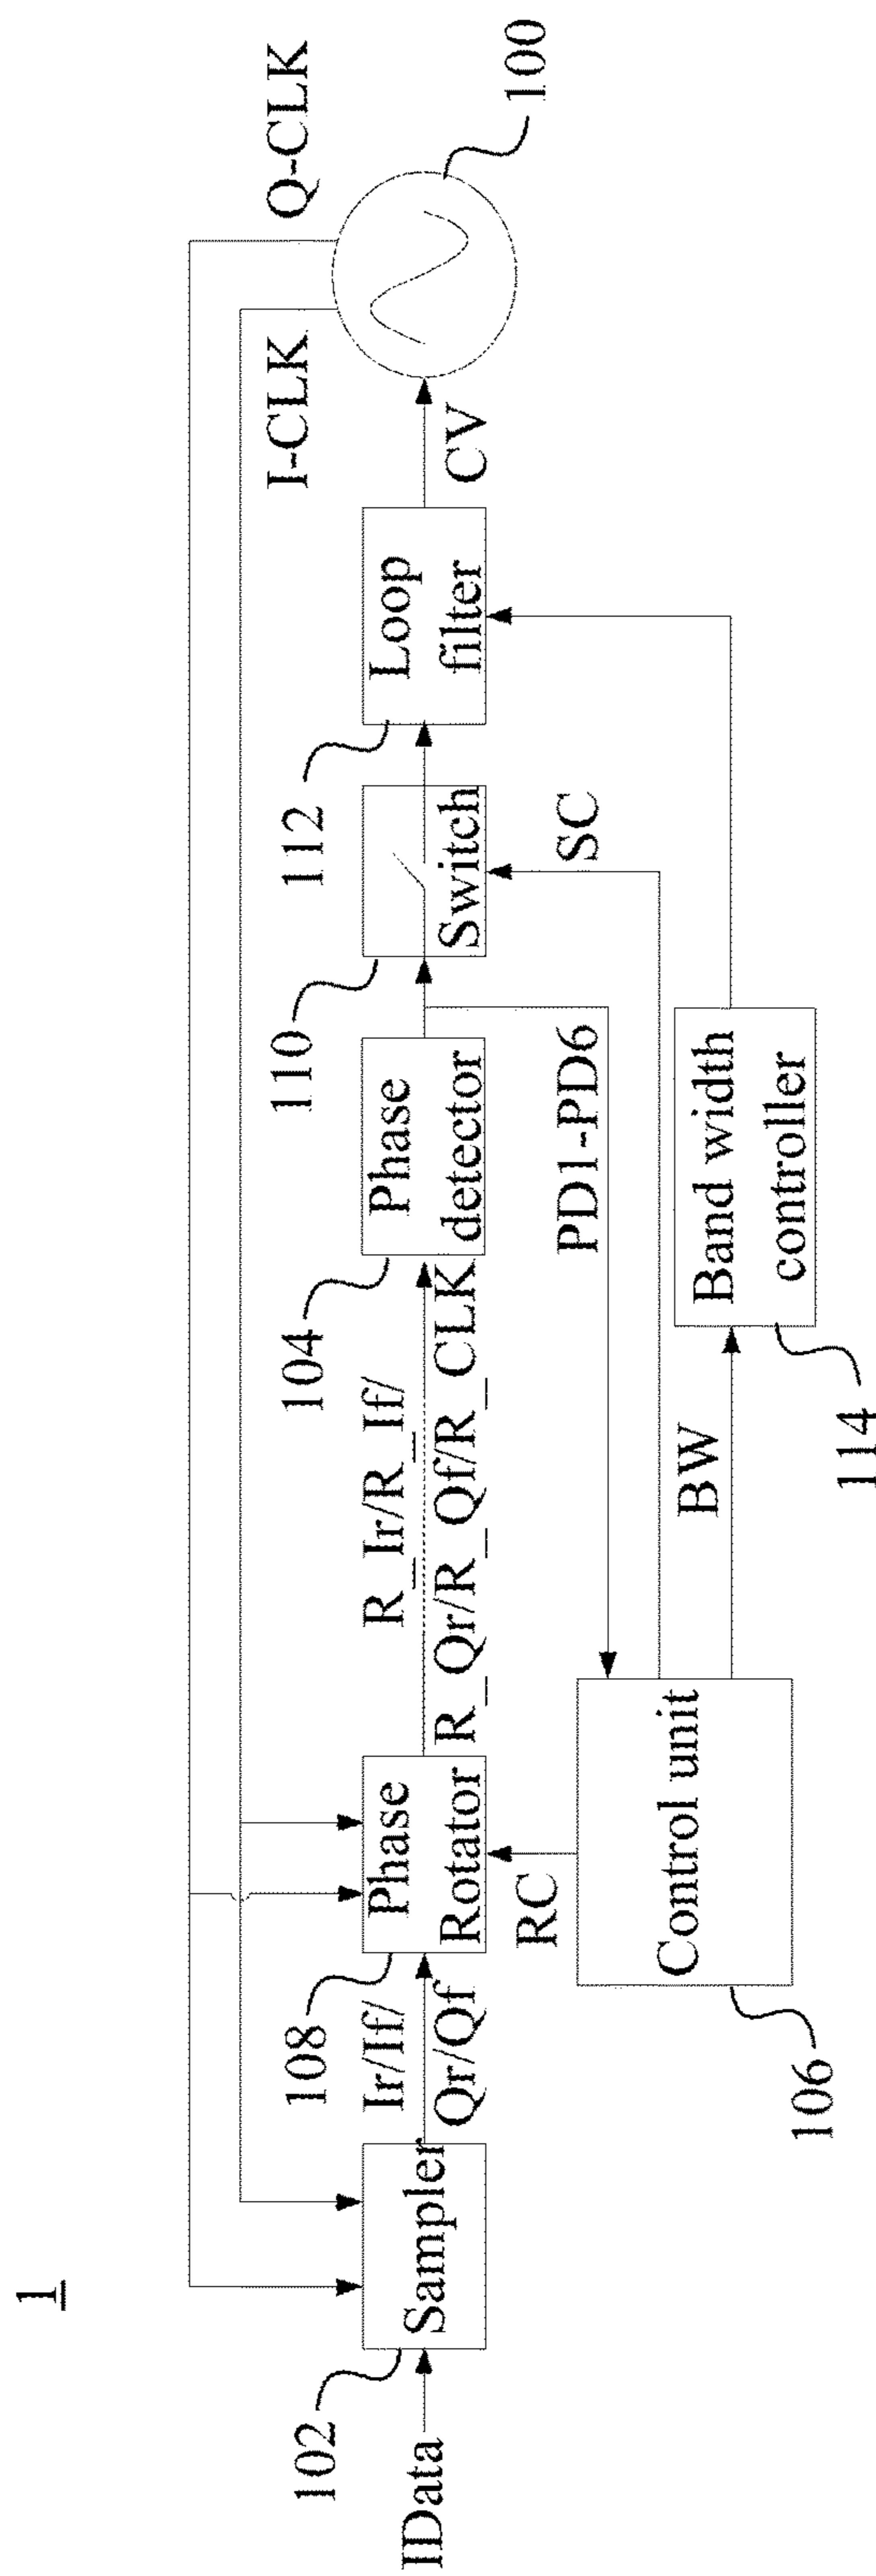 1
Q-CLK
I-CLK
100
102
108
104
110
112
IData
Sampler
Ir/If/
Qr/Qf
Phase
Rotator
R_Ir/R_If/
R_Qr/R_Qf/R_CLK
Phase
detector
Switch
Loop
filter
CV
RC
PD1-PD6
SC
Control unit
106
BW
Band width
controller
114